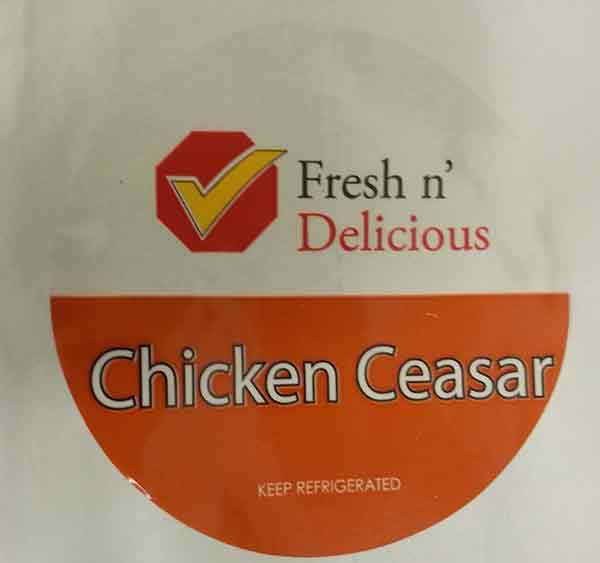 Fresh n'
Delicious
Chicken Ceasar
KEEP REFRIGERATED